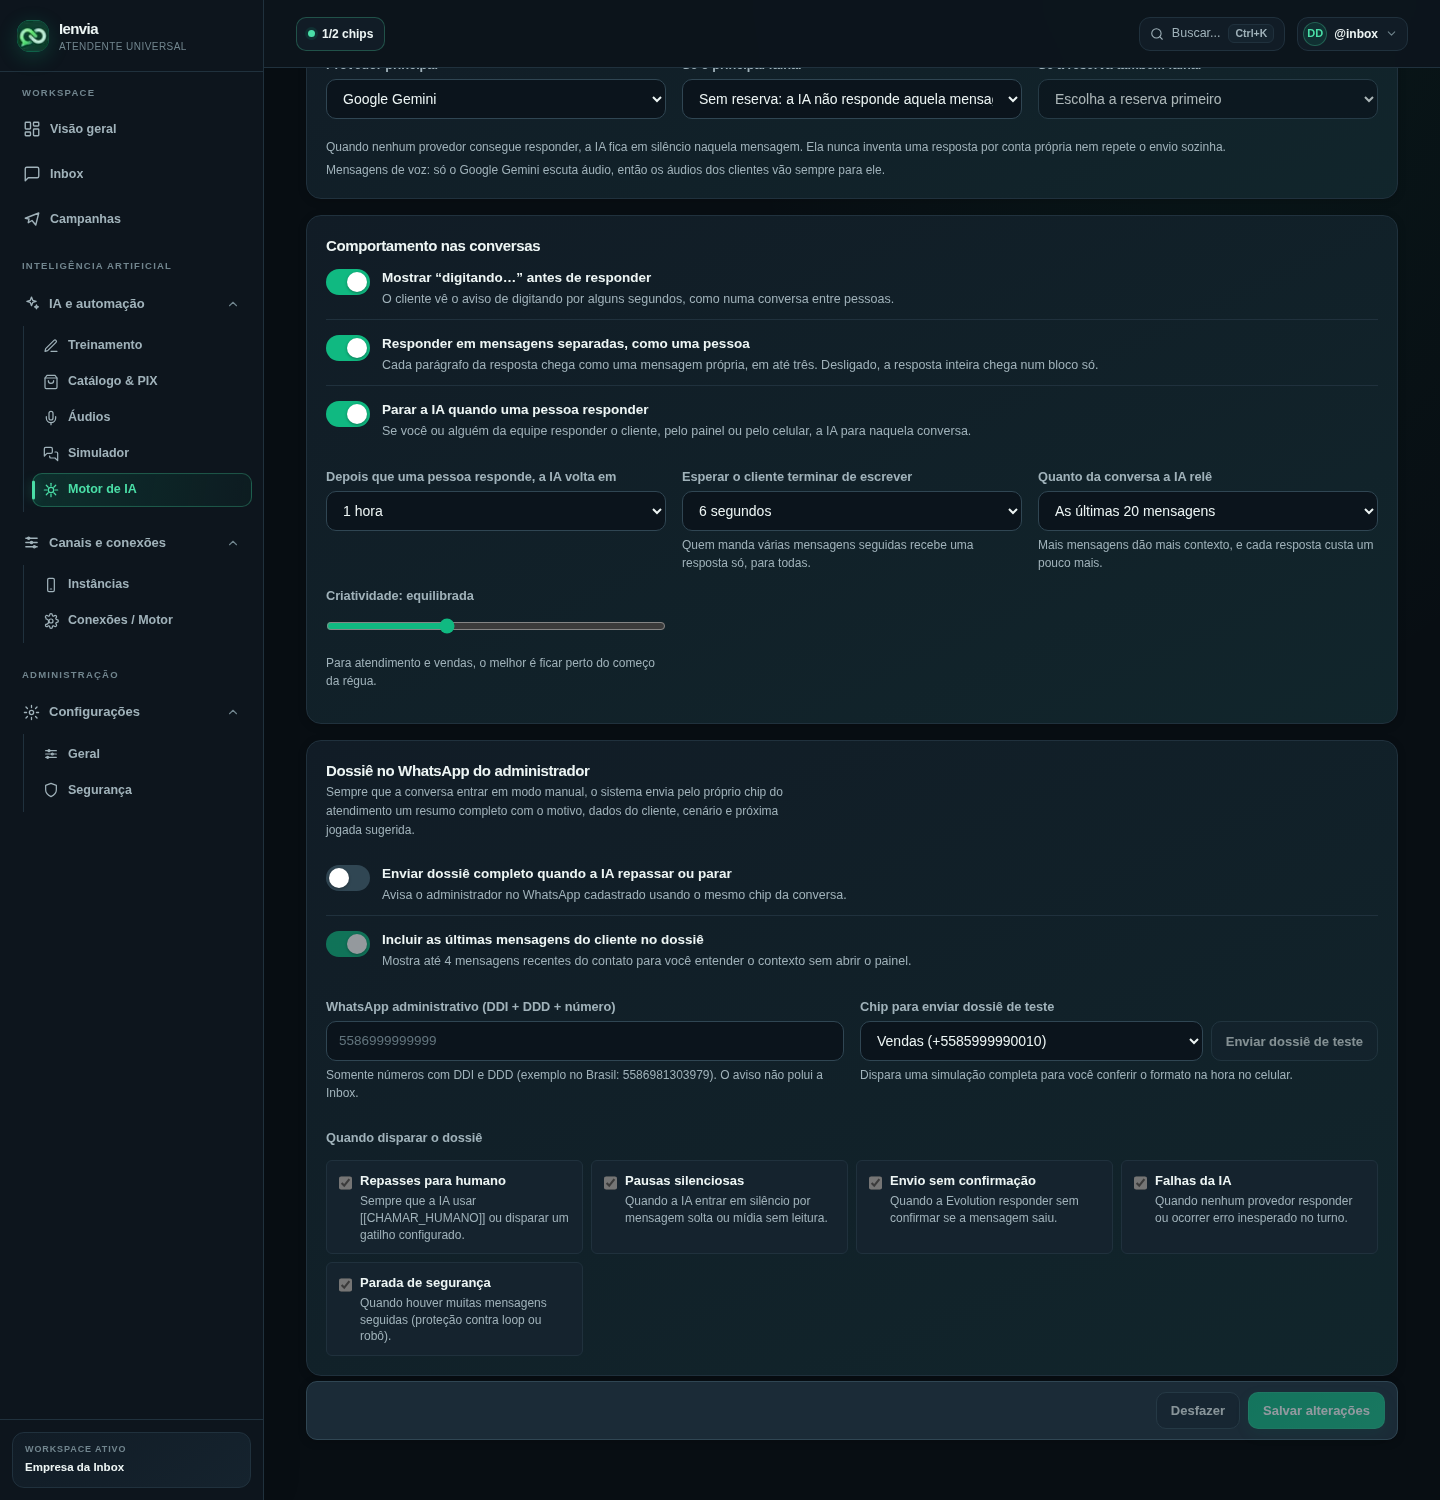 Ienvia
ATENDENTE UNIVERSAL
1/2 chips
Buscar...
Ctrl+K
DD
@inbox
WORKSPACE
Visão geral
Inbox
Campanhas
INTELIGÊNCIA ARTIFICIAL
IA e automação
Treinamento
Catálogo & PIX
Áudios
Simulador
Motor de IA
Canais e conexões
Instâncias
Conexões / Motor
ADMINISTRAÇÃO
Configurações
Geral
Segurança
WORKSPACE ATIVO
Empresa da Inbox
Google Gemini
Sem reserva: a IA não responde aquela mensa
Escolha a reserva primeiro
Quando nenhum provedor consegue responder, a IA fica em silêncio naquela mensagem. Ela nunca inventa uma resposta por conta própria nem repete o envio sozinha.
Mensagens de voz: só o Google Gemini escuta áudio, então os áudios dos clientes vão sempre para ele.
Comportamento nas conversas
Mostrar “digitando…” antes de responder
O cliente vê o aviso de digitando por alguns segundos, como numa conversa entre pessoas.
Responder em mensagens separadas, como uma pessoa
Cada parágrafo da resposta chega como uma mensagem própria, em até três. Desligado, a resposta inteira chega num bloco só.
Parar a IA quando uma pessoa responder
Se você ou alguém da equipe responder o cliente, pelo painel ou pelo celular, a IA para naquela conversa.
Depois que uma pessoa responde, a IA volta em
1 hora
Esperar o cliente terminar de escrever
6 segundos
Quem manda várias mensagens seguidas recebe uma
resposta só, para todas.
Quanto da conversa a IA relê
As últimas 20 mensagens
Mais mensagens dão mais contexto, e cada resposta custa um
pouco mais.
Criatividade: equilibrada
Para atendimento e vendas, o melhor é ficar perto do começo
da régua.
Dossiê no WhatsApp do administrador
Sempre que a conversa entrar em modo manual, o sistema envia pelo próprio chip do
atendimento um resumo completo com o motivo, dados do cliente, cenário e próxima
jogada sugerida.
Enviar dossiê completo quando a IA repassar ou parar
Avisa o administrador no WhatsApp cadastrado usando o mesmo chip da conversa.
Incluir as últimas mensagens do cliente no dossiê
Mostra até 4 mensagens recentes do contato para você entender o contexto sem abrir o painel.
WhatsApp administrativo (DDI + DDD + número)
5586999999999
Somente números com DDI e DDD (exemplo no Brasil: 5586981303979). O aviso não polui a
Inbox.
Chip para enviar dossiê de teste
Vendas (+5585999990010)
Enviar dossiê de teste
Dispara uma simulação completa para você conferir o formato na hora no celular.
Quando disparar o dossiê
Repasses para humano
Sempre que a IA usar
[[CHAMAR_HUMANO]] ou disparar um
gatilho configurado.
Pausas silenciosas
Quando a IA entrar em silêncio por
mensagem solta ou mídia sem leitura.
Envio sem confirmação
Quando a Evolution responder sem
confirmar se a mensagem saiu.
Falhas da IA
Quando nenhum provedor responder
ou ocorrer erro inesperado no turno.
Parada de segurança
Quando houver muitas mensagens
seguidas (proteção contra loop ou
robô).
Desfazer
Salvar alterações